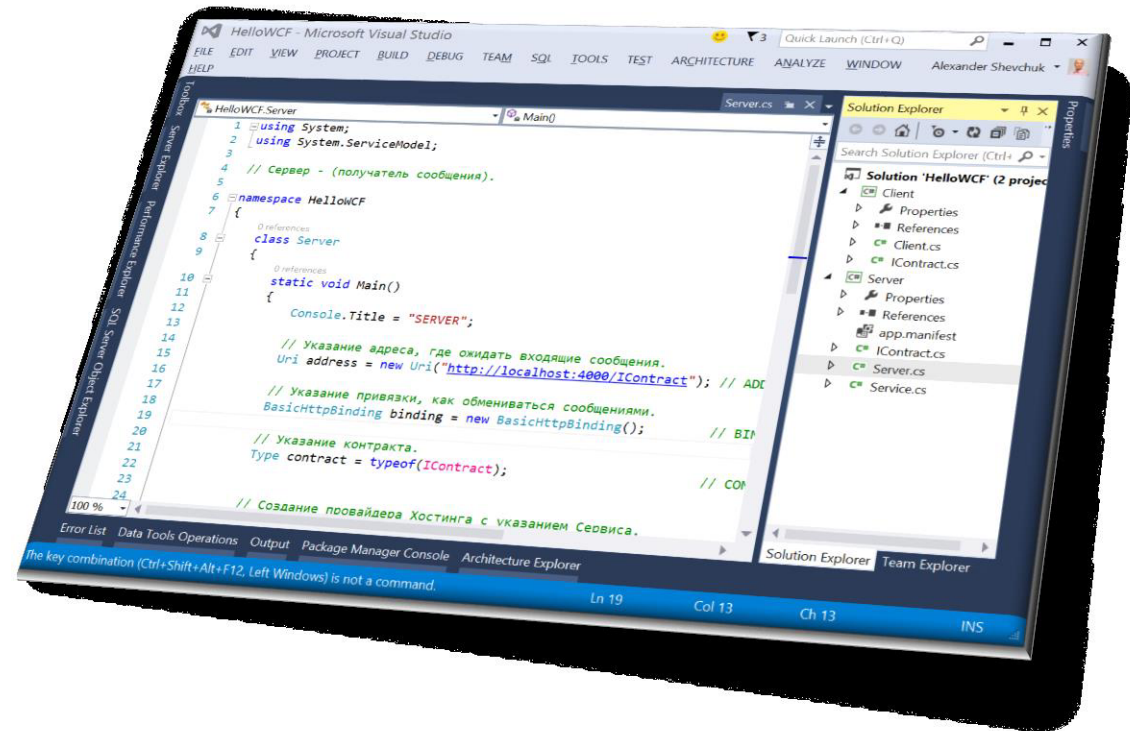 HelloWCF - Microsoft Visual Studio
3
Quick Launch (Ctrl+Q)
FILE EDIT VIEW PROJECT BUILD DEBUG TEAM SQL TOOLS TEST ARCHITECTURE ANALYZE WINDOW Alexander Shevchuk
HELP
Toolbox
Server Explorer
Performance Explorer
SQL Server Object Explorer
Server.cs
HelloWCF.Server
Main()
1 using System;
2 using System.ServiceModel;
3
4 // Сервер - (получатель сообщения).
5
6 namespace HelloWCF
7 {
0 references
8 class Server
9 {
0 references
10 static void Main()
11 {
12 Console.Title = "SERVER";
13
14 // Указание адреса, где ожидать входящие сообщения.
15 Uri address = new Uri("http://localhost:4000/IContract"); // ADD
16
17 // Указание привязки, как обмениваться сообщениями.
18 BasicHttpBinding binding = new BasicHttpBinding(); // BIN
19
20 // Указание контракта.
21 Type contract = typeof(IContract); // CON
22
23
24 // Создание провайдера Хостинга с указанием Сервиса.
100 %
Solution Explorer
Search Solution Explorer (Ctrl+
Solution 'HelloWCF' (2 projec
C# Client
Properties
References
C# Client.cs
C# IContract.cs
C# Server
Properties
References
app.manifest
C# IContract.cs
C# Server.cs
C# Service.cs
Properties
Solution Explorer Team Explorer
Error List Data Tools Operations Output Package Manager Console Architecture Explorer
The key combination (Ctrl+Shift+Alt+F12, Left Windows) is not a command.
Ln 19 Col 13 Ch 13 INS